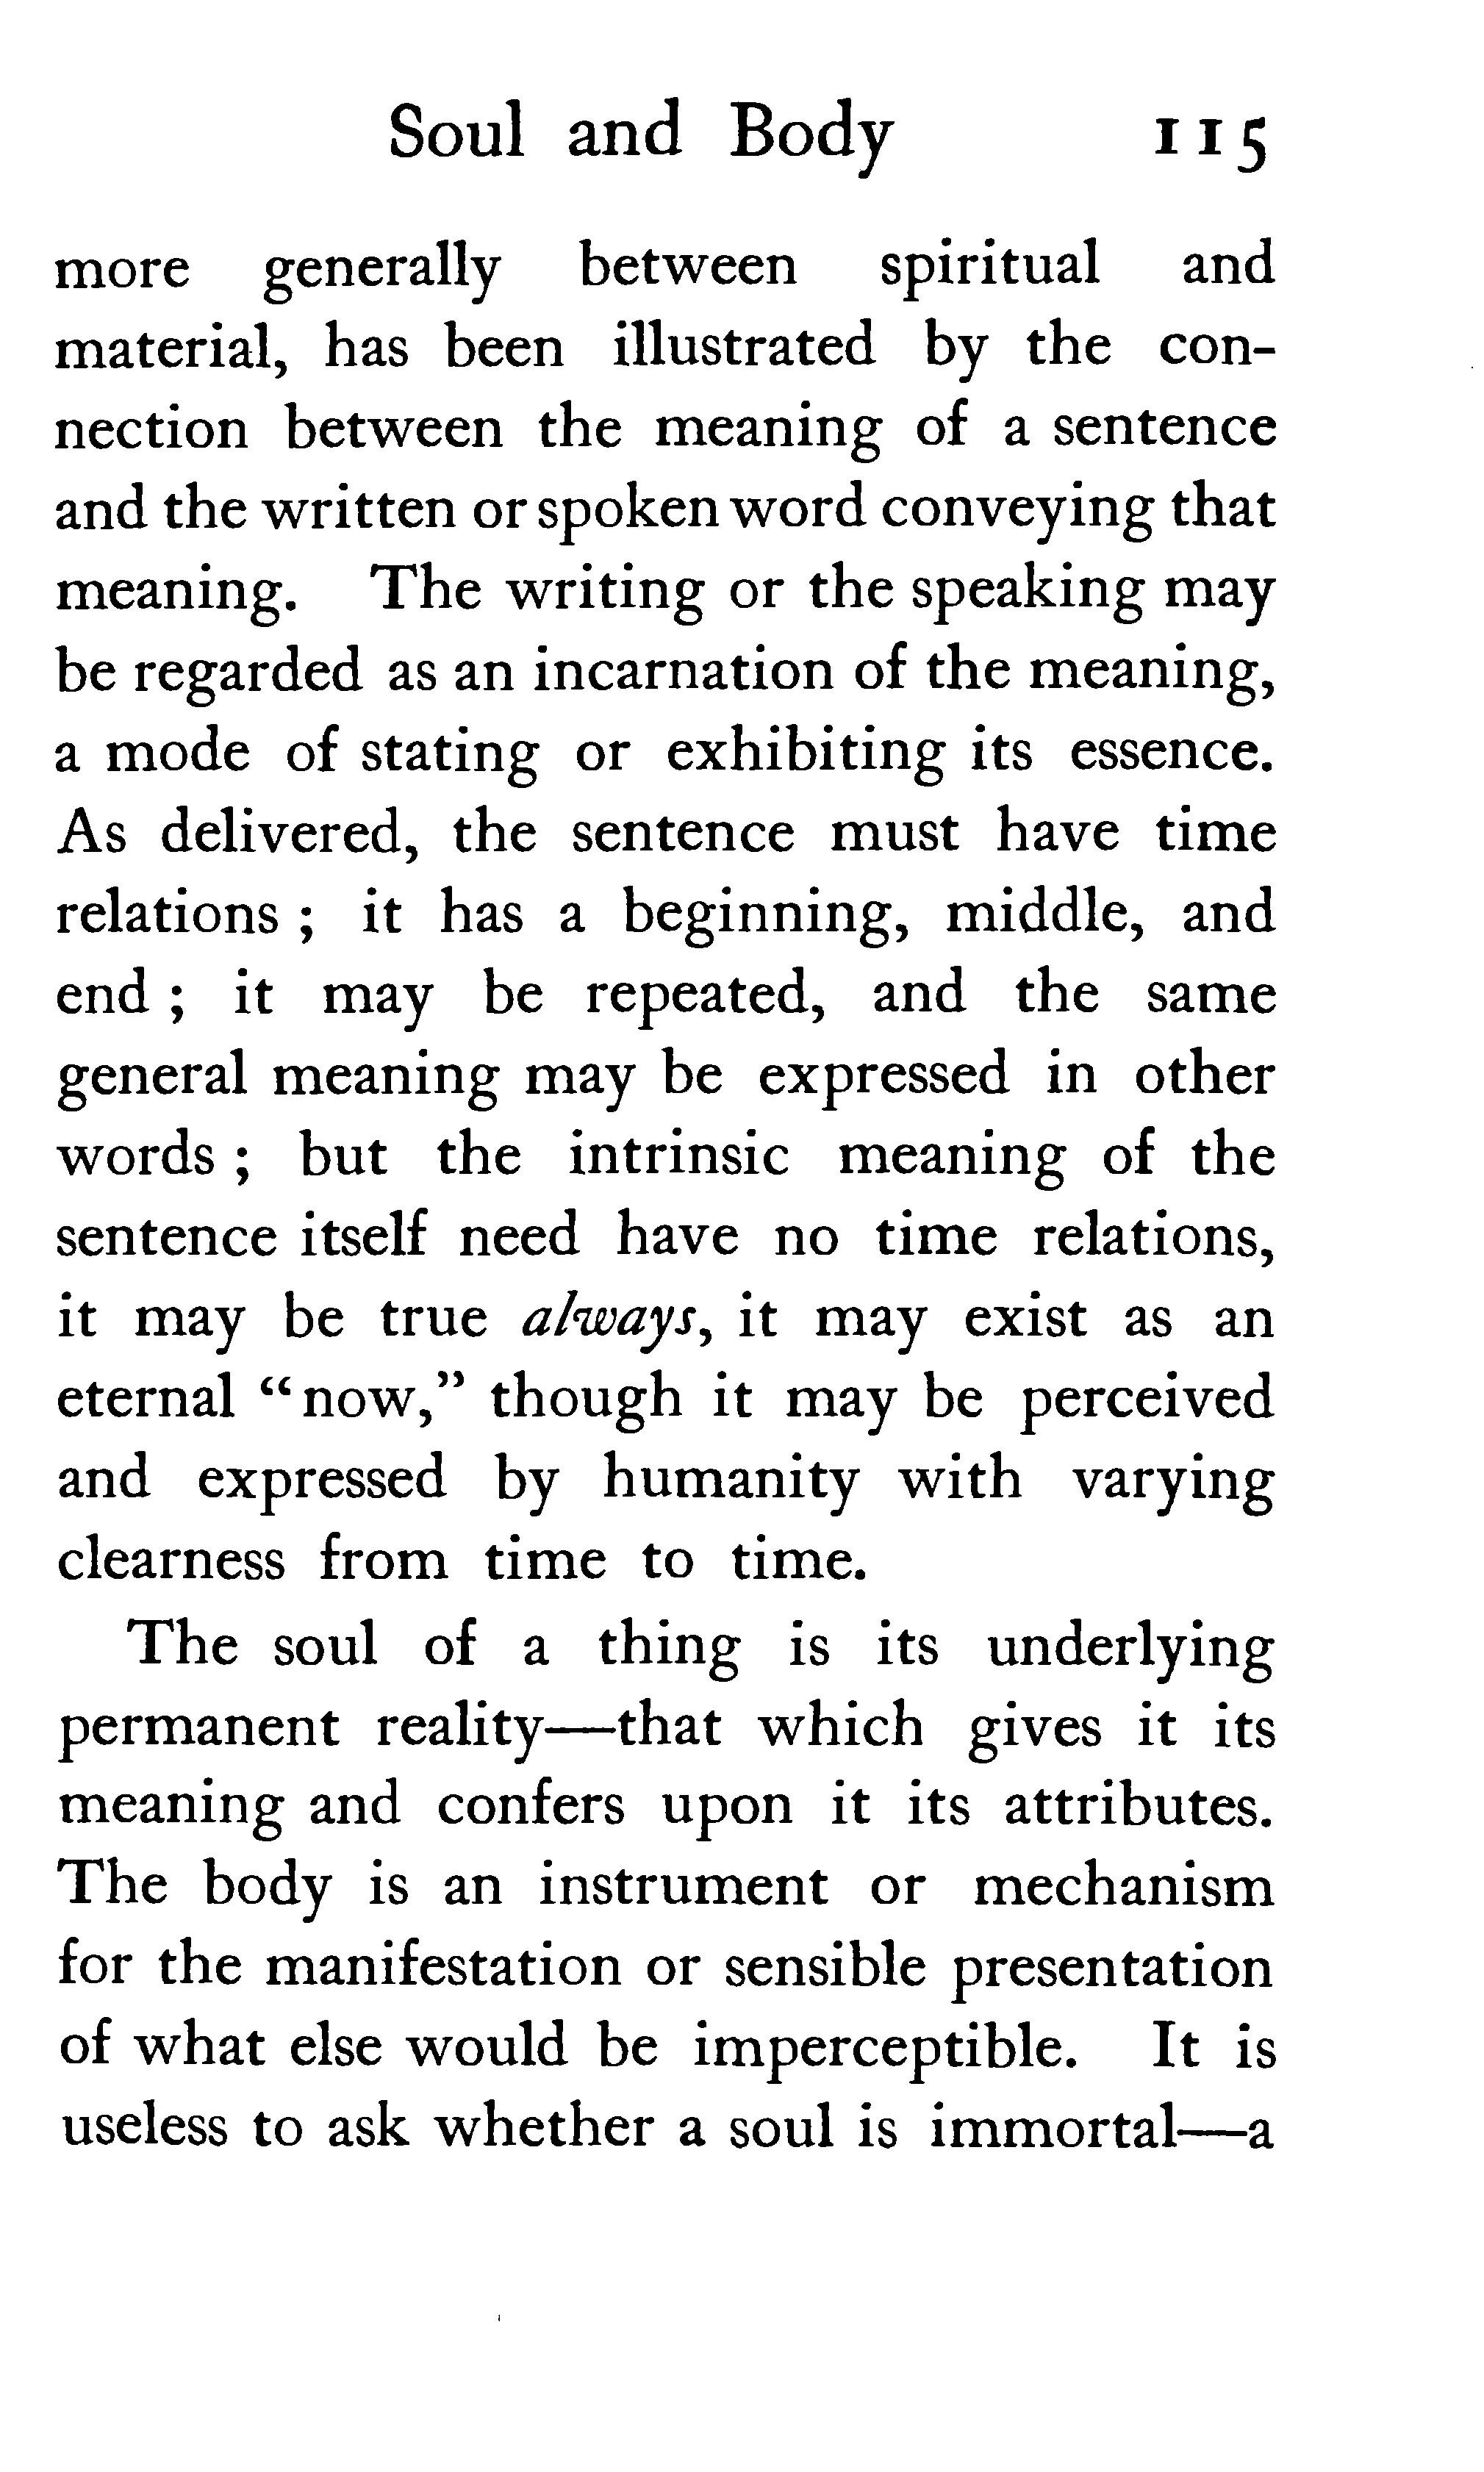 Soul and Body 115
more generally between spiritual and
material, has been illustrated by the con-
nection between the meaning of a sentence
and the written or spoken word conveying that
meaning. The writing or the speaking may
be regarded as an incarnation of the meaning,
a mode of stating or exhibiting its essence.
As delivered, the sentence must have time
relations ; it has a beginning, middle, and
end ; it may be repeated, and the same
general meaning may be expressed in other
words ; but the intrinsic meaning of the
sentence itself need have no time relations,
it may be true always, it may exist as an
eternal “now,” though it may be perceived
and expressed by humanity with varying
clearness from time to time.
The soul of a thing is its underlying
permanent reality—that which gives it its
meaning and confers upon it its attributes.
The body is an instrument or mechanism
for the manifestation or sensible presentation
of what else would be imperceptible. It is
useless to ask whether a soul is immortal—a